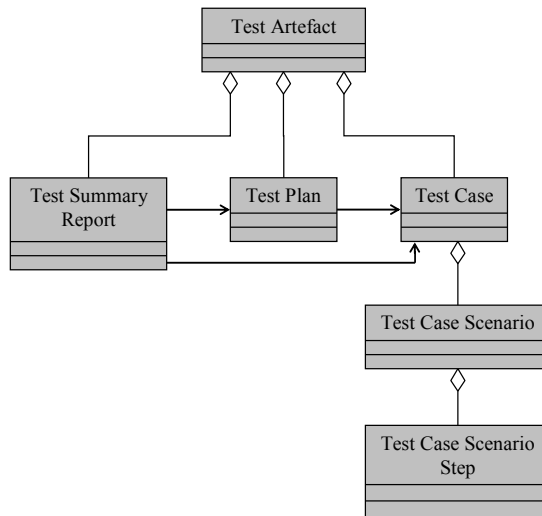 Test Artefact
Test Summary
Report
Test Plan
Test Case
Test Case Scenario
Test Case Scenario
Step